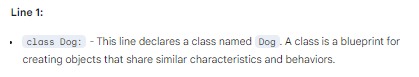 Line 1:
• class Dog: - This line declares a class named Dog. A class is a blueprint for
creating objects that share similar characteristics and behaviors.